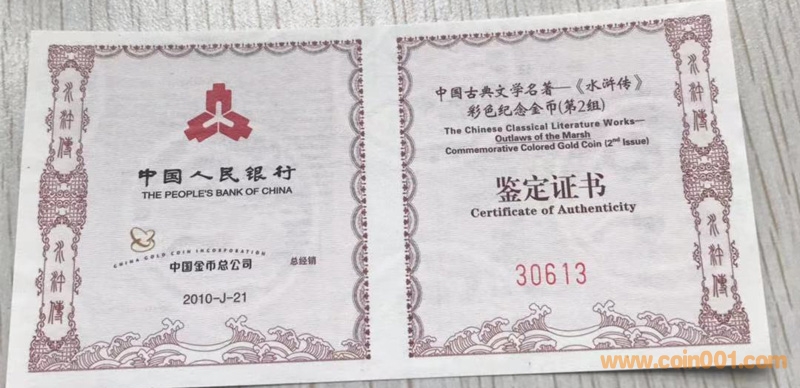 水浒傳
水浒傳
中国人民银行
THE PEOPLE'S BANK OF CHINA
CHINA GOLD COIN INCORPORATION
中国金币总公司 总经销
2010-J-21
中国古典文学名著—《水浒传》
彩色纪念金币(第2组)
The Chinese Classical Literature Works—
Outlaws of the Marsh
Commemorative Colored Gold Coin (2nd Issue)
鉴定证书
Certificate of Authenticity
30613
水浒傳
水浒傳
www.coin001.com